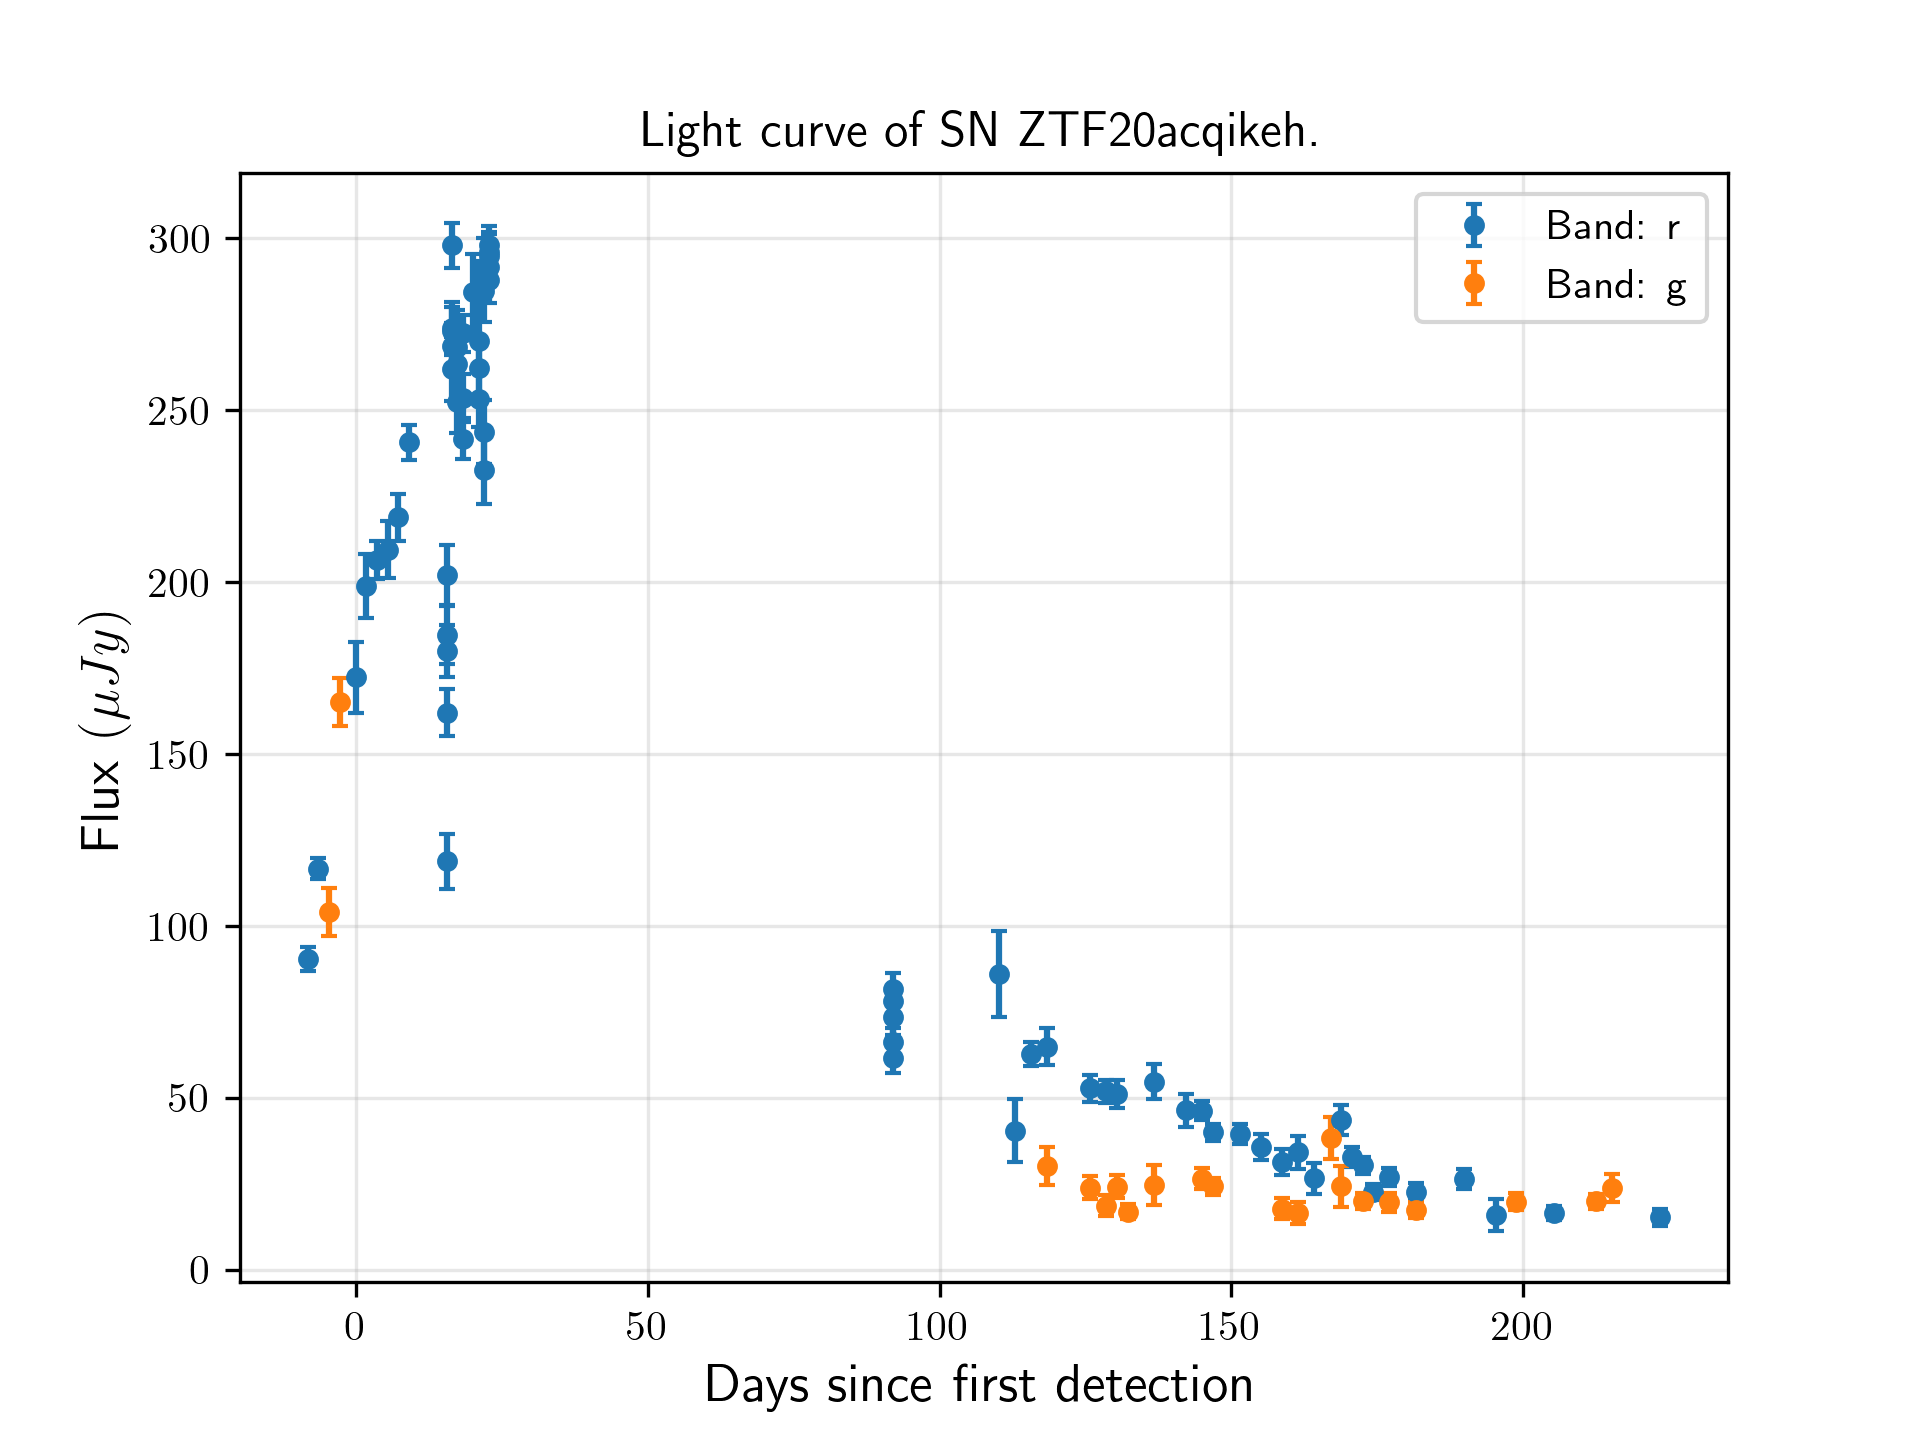 Light curve of SN ZTF20acqikeh.
Band: r
Band: g
300
250
200
150
100
50
0
Flux (μJy)
0 50 100 150 200
Days since first detection